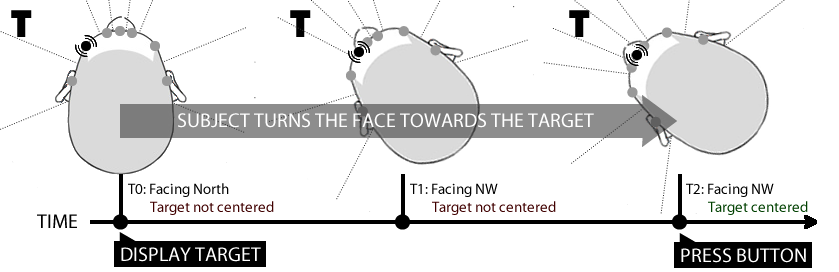 T
T
T
SUBJECT TURNS THE FACE TOWARDS THE TARGET
T0: Facing North
Target not centered
T1: Facing NW
Target not centered
T2: Facing NW
Target centered
TIME
DISPLAY TARGET
PRESS BUTTON